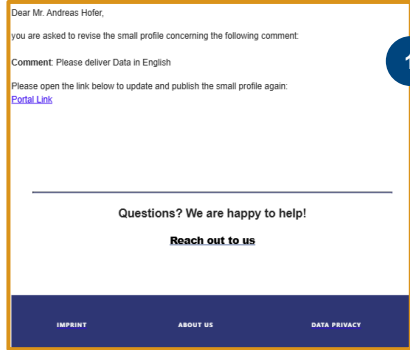 Dear Mr. Andreas Hofer,
you are asked to revise the small profile concerning the following comment:
Comment: Please deliver Data in English
Please open the link below to update and publish the small profile again:
Portal Link
Questions? We are happy to help!
Reach out to us
IMPRINT ABOUT US DATA PRIVACY